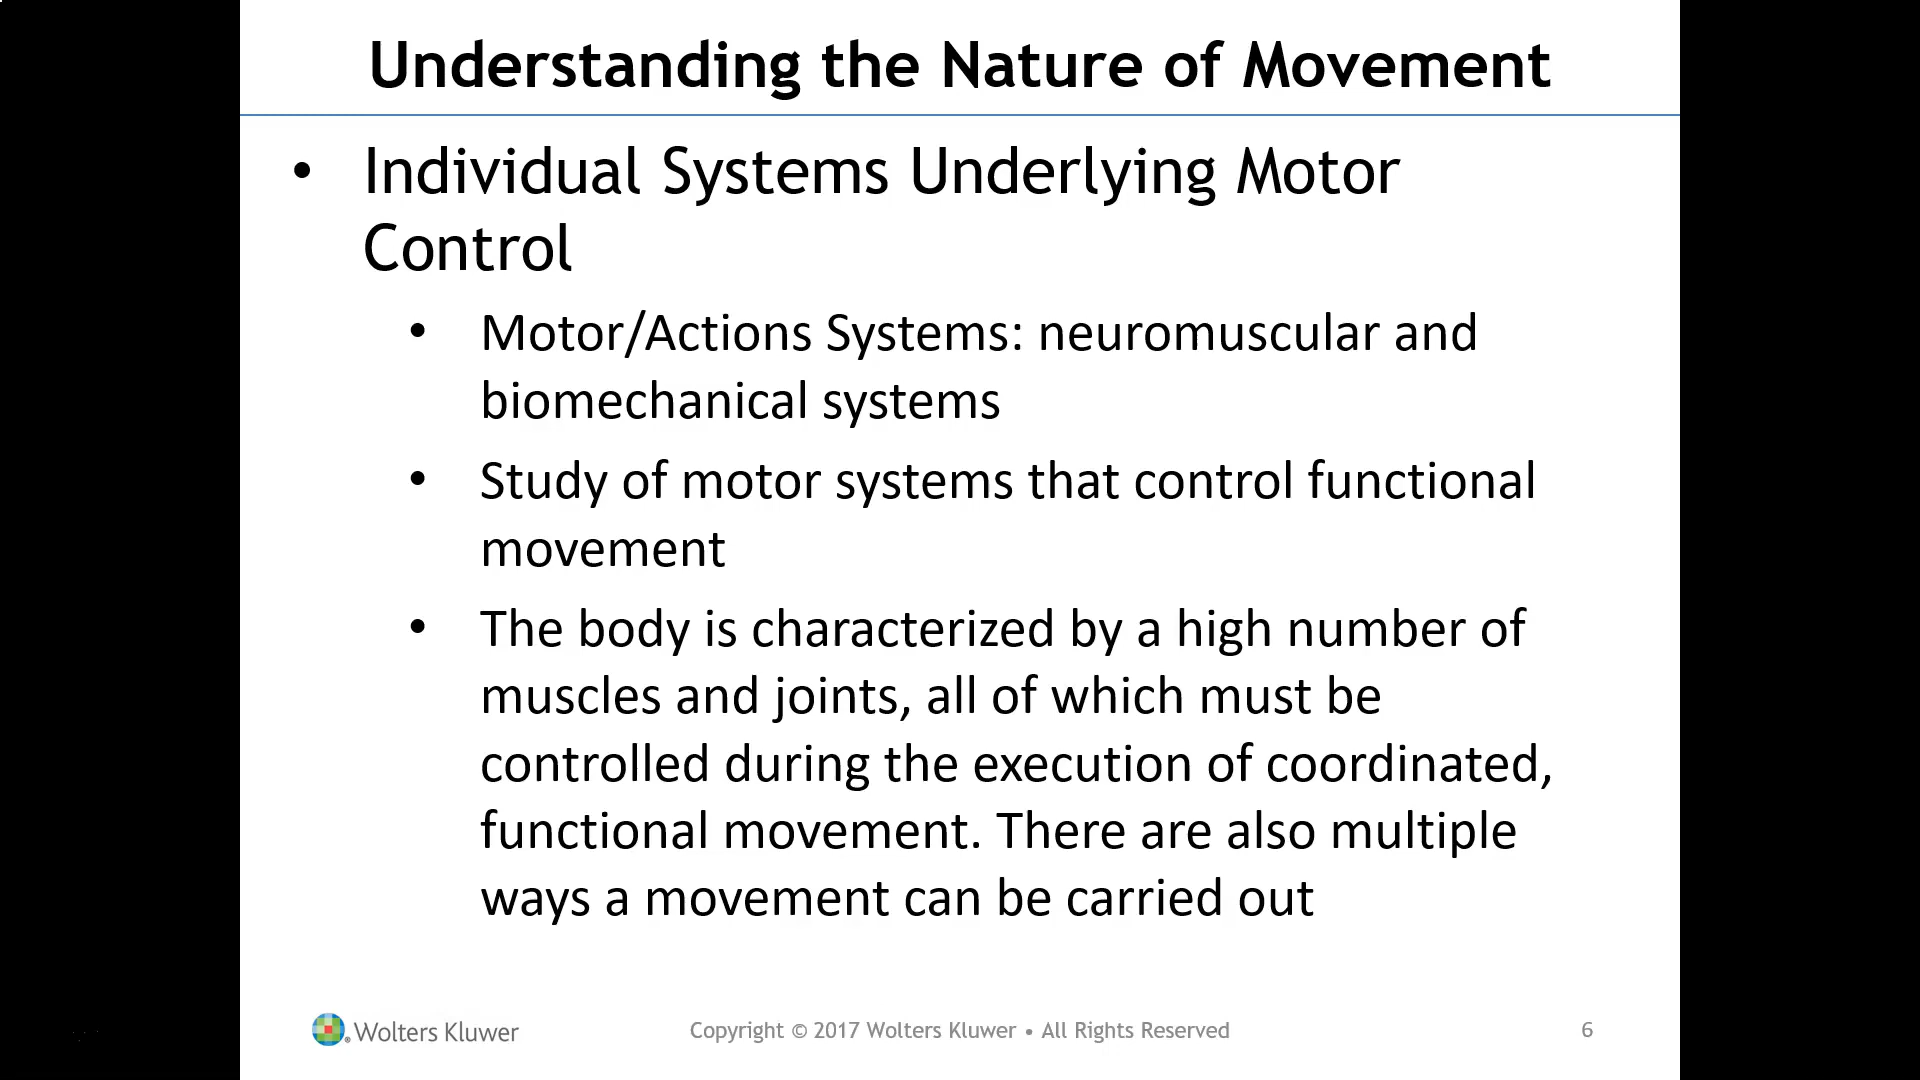 Understanding the Nature of Movement
• Individual Systems Underlying Motor
Control
• Motor/Actions Systems: neuromuscular and
biomechanical systems
• Study of motor systems that control functional
movement
• The body is characterized by a high number of
muscles and joints, all of which must be
controlled during the execution of coordinated,
functional movement. There are also multiple
ways a movement can be carried out
Wolters Kluwer
Copyright © 2017 Wolters Kluwer • All Rights Reserved
6